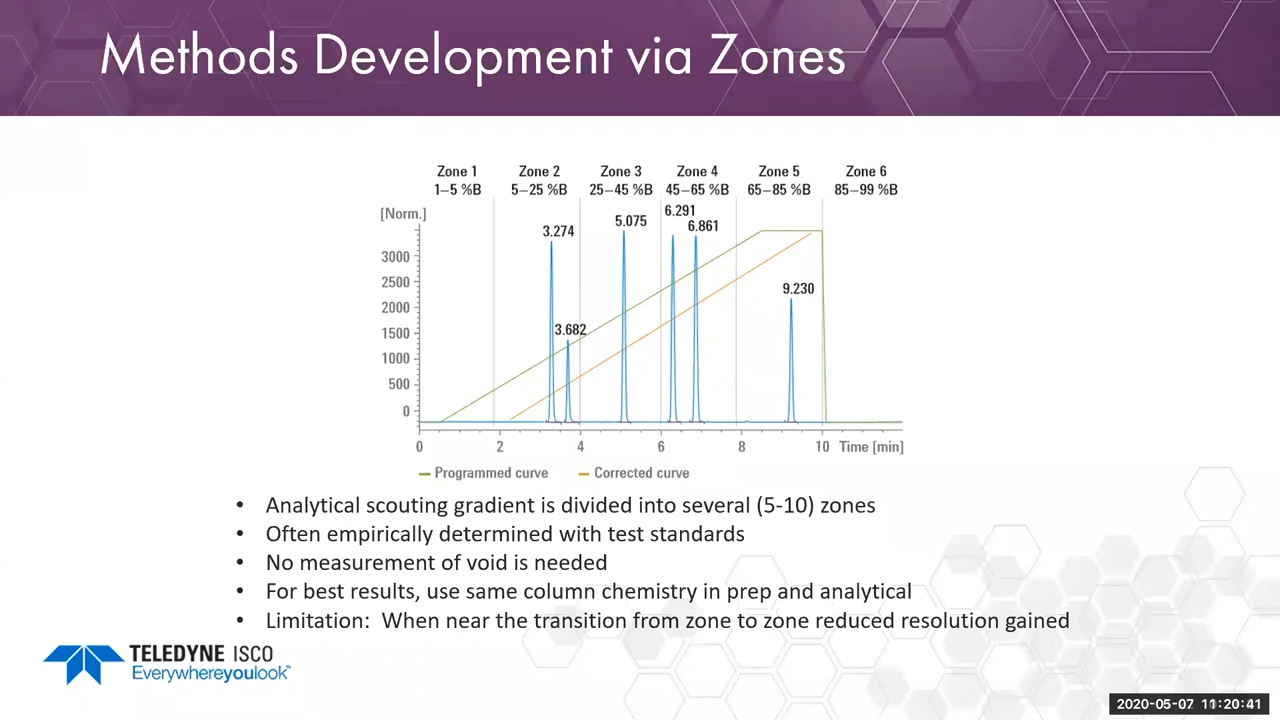 Methods Development via Zones
Zone 1 Zone 2 Zone 3 Zone 4 Zone 5 Zone 6
1–5 %B 5–25 %B 25–45 %B 45–65 %B 65–85 %B 85–99 %B
[Norm.]
6.291
5.075
6.861
3.274
3000
2500
9.230
2000
1500
3.682
1000
500
0
0 2 4 6 8 10 Time [min]
Programmed curve Corrected curve
• Analytical scouting gradient is divided into several (5-10) zones
• Often empirically determined with test standards
• No measurement of void is needed
• For best results, use same column chemistry in prep and analytical
• Limitation: When near the transition from zone to zone reduced resolution gained
TELEDYNE ISCO
Everywhereyoulook™
2020-05-07 11:20:41